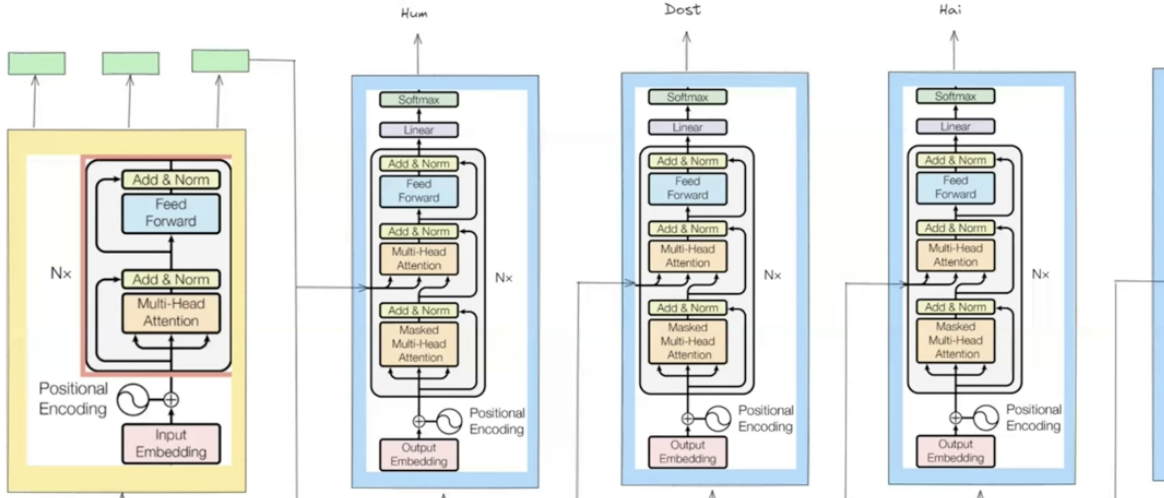 Hum
Dost
Hai
Add & Norm
Feed
Forward
Nx
Add & Norm
Multi-Head
Attention
Positional
Encoding
Input
Embedding
Softmax
Linear
Add & Norm
Feed
Forward
Add & Norm
Multi-Head
Attention
Nx
Add & Norm
Masked
Multi-Head
Attention
Positional
Encoding
Output
Embedding
Softmax
Linear
Add & Norm
Feed
Forward
Add & Norm
Multi-Head
Attention
Nx
Add & Norm
Masked
Multi-Head
Attention
Positional
Encoding
Output
Embedding
Softmax
Linear
Add & Norm
Feed
Forward
Add & Norm
Multi-Head
Attention
Nx
Add & Norm
Masked
Multi-Head
Attention
Positional
Encoding
Output
Embedding